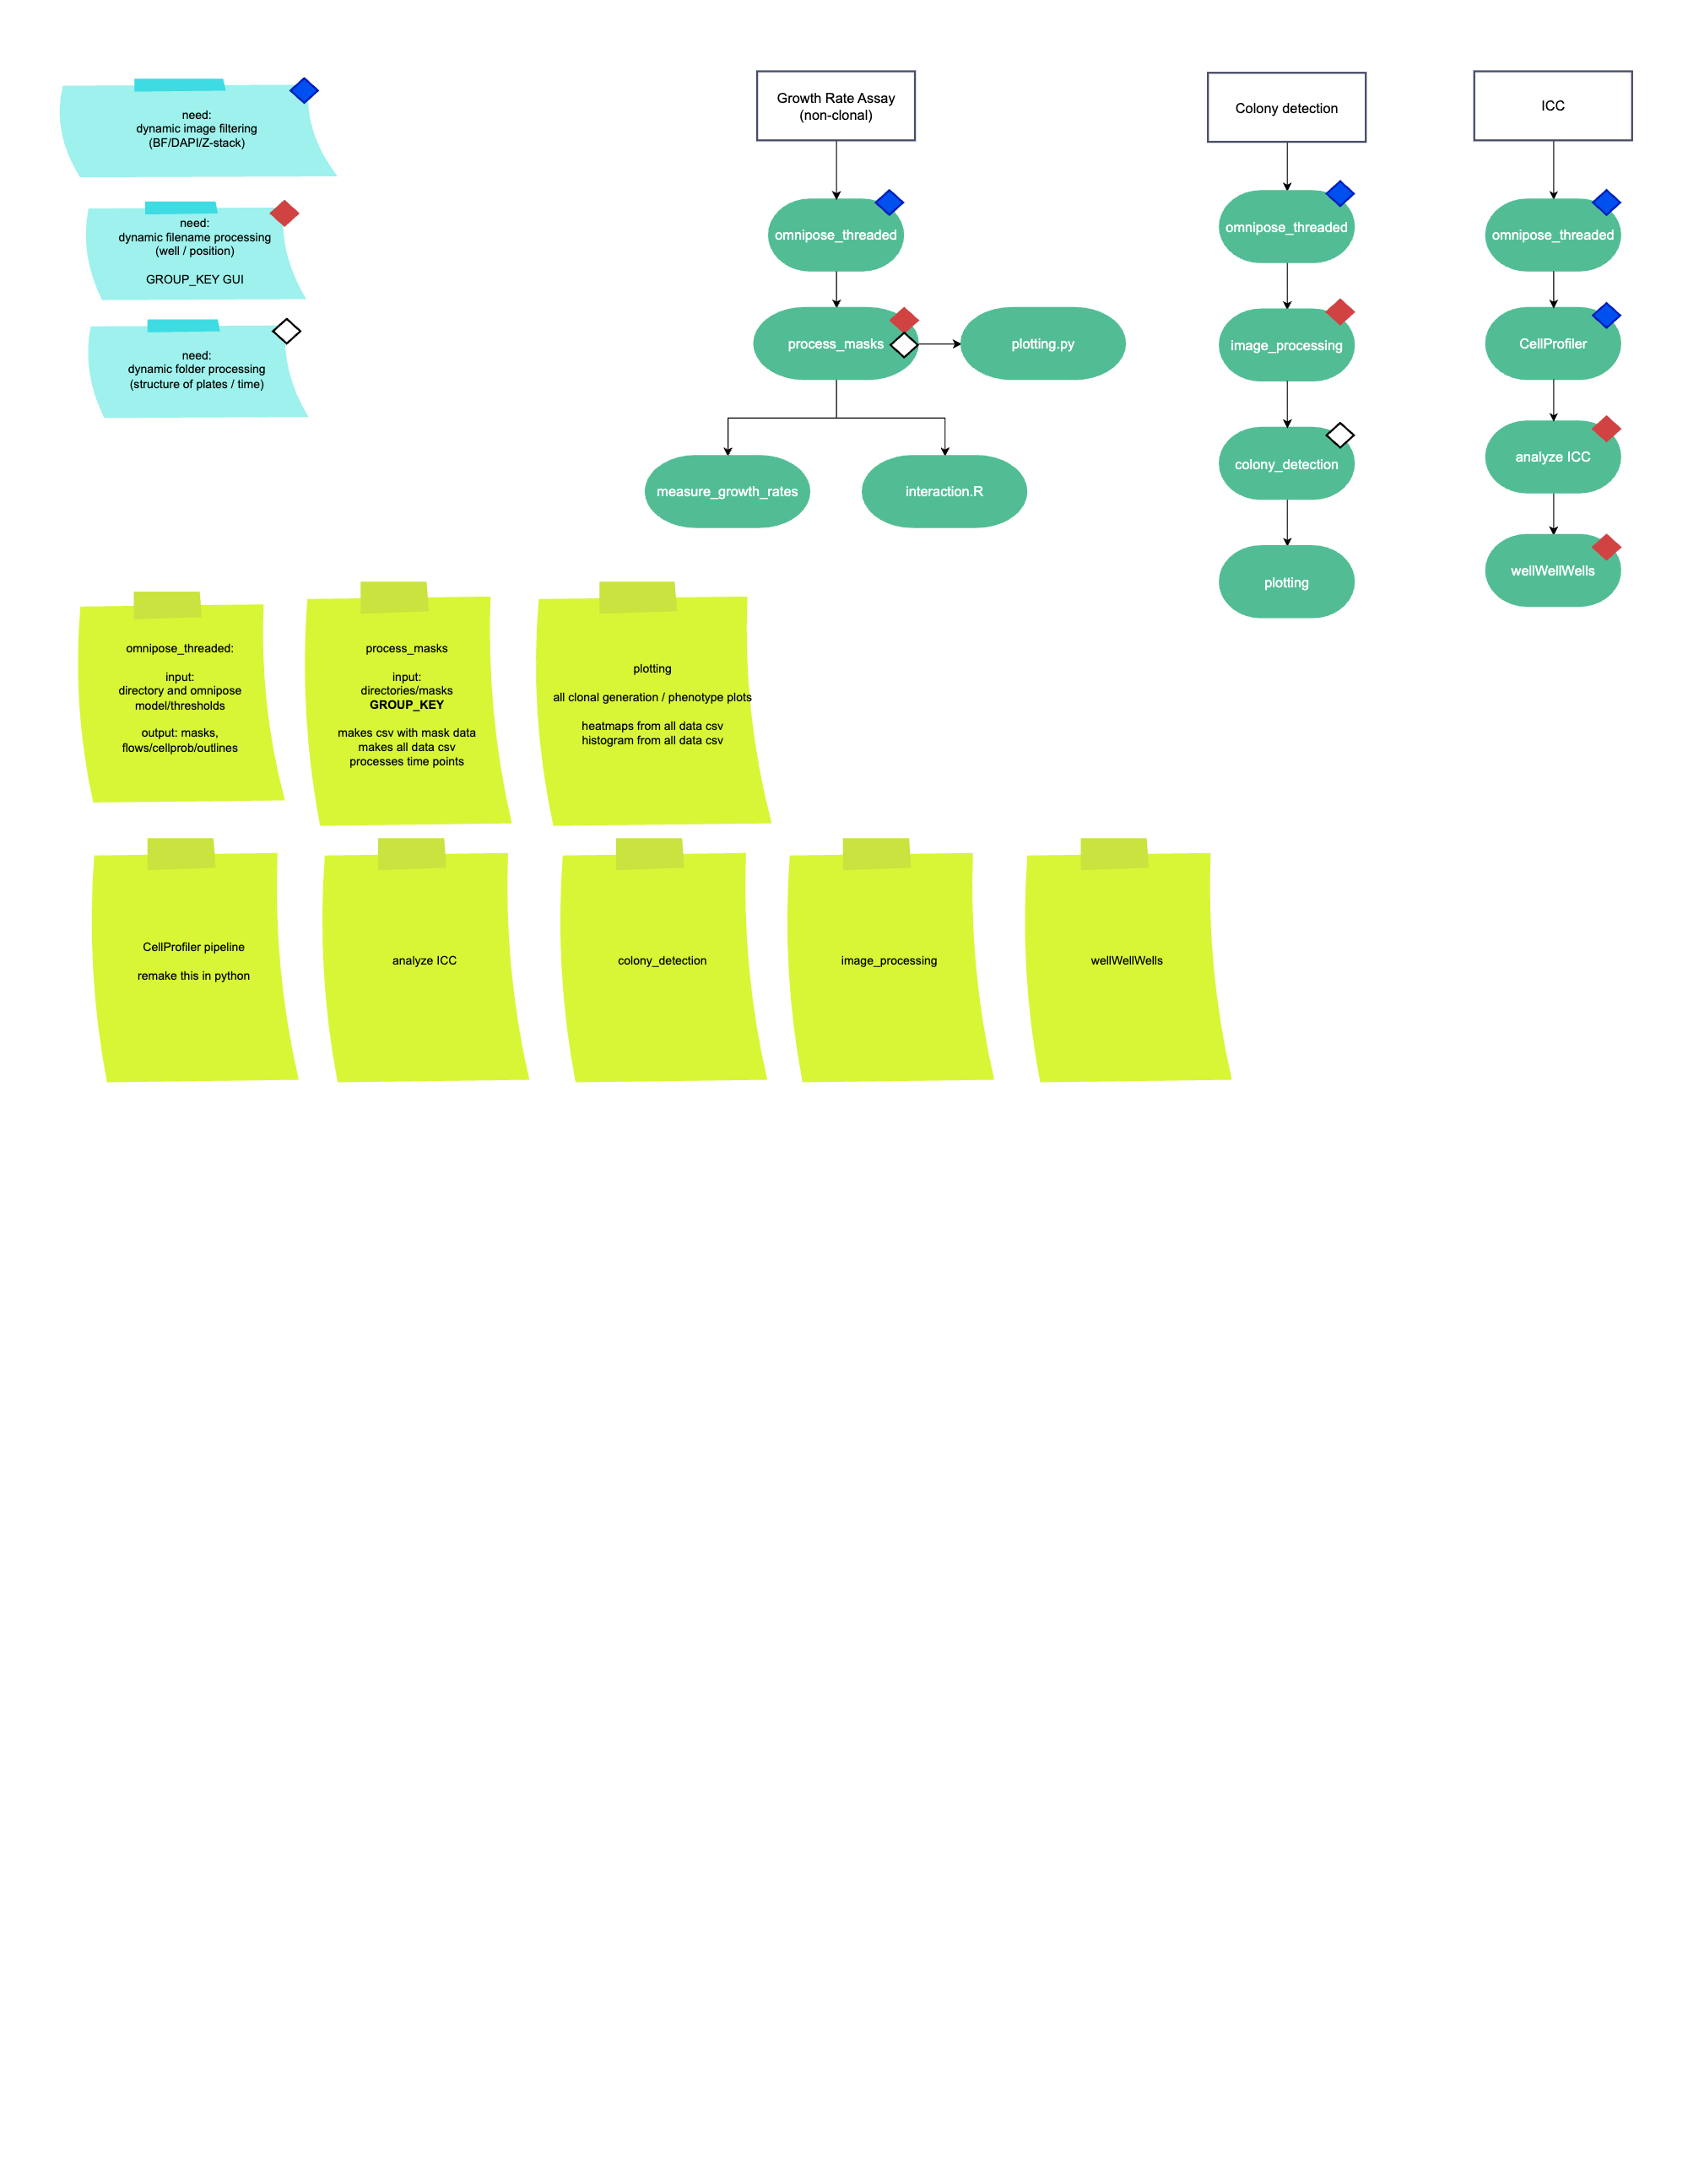 need:
dynamic image filtering
(BF/DAPI/Z-stack)
need:
dynamic filename processing
(well / position)
GROUP_KEY GUI
need:
dynamic folder processing
(structure of plates / time)
Growth Rate Assay
(non-clonal)
omnipose_threaded
process_masks
plotting.py
measure_growth_rates
interaction.R
Colony detection
omnipose_threaded
image_processing
colony_detection
plotting
ICC
omnipose_threaded
CellProfiler
analyze ICC
wellWellWells
omnipose_threaded:
input:
directory and omnipose
model/thresholds
output: masks,
flows/cellprob/outlines
process_masks
input:
directories/masks
GROUP_KEY
makes csv with mask data
makes all data csv
processes time points
plotting
all clonal generation / phenotype plots
heatmaps from all data csv
histogram from all data csv
CellProfiler pipeline
remake this in python
analyze ICC
colony_detection
image_processing
wellWellWells